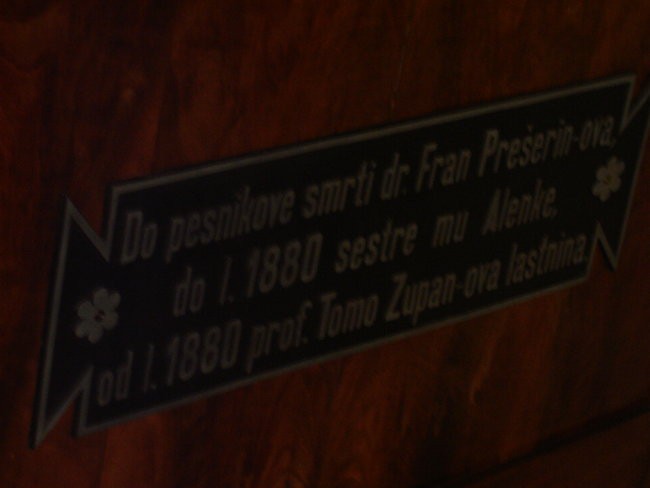 Do pesnikove smrti dr. Fran Prešerin-ova,
do l. 1880 sestre mu Alenke,
od l. 1880 prof. Tomo Zupan-ova lastnina.